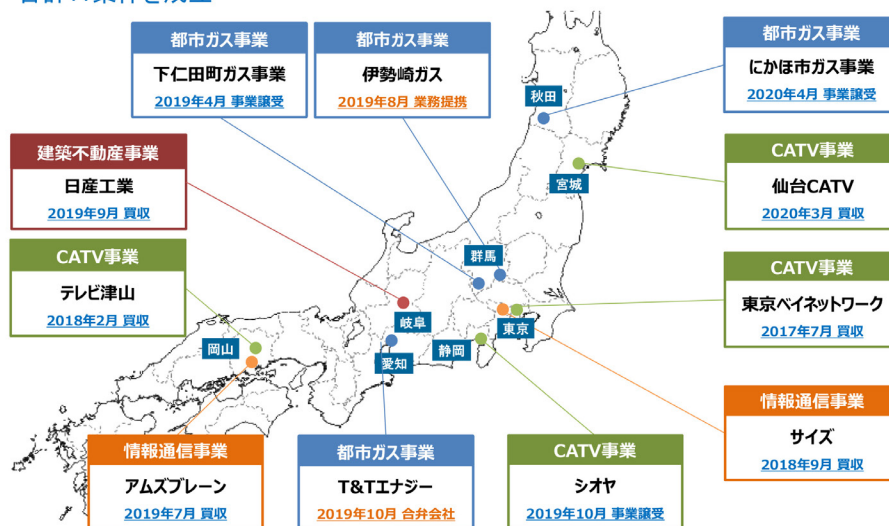 都市ガス事業
下仁田町ガス事業
2019年4月 事業譲受
都市ガス事業
伊勢崎ガス
2019年8月 業務提携
都市ガス事業
にかほ市ガス事業
2020年4月 事業譲受
建築不動産事業
日産工業
2019年9月 買収
CATV事業
仙台CATV
2020年3月 買収
CATV事業
テレビ津山
2018年2月 買収
CATV事業
東京ベイネットワーク
2017年7月 買収
情報通信事業
サイズ
2018年9月 買収
情報通信事業
アムズブレーン
2019年7月 買収
都市ガス事業
T&Tエナジー
2019年10月 合弁会社
CATV事業
シオヤ
2019年10月 事業譲受
秋田
宮城
群馬
岐阜
東京
静岡
愛知
岡山